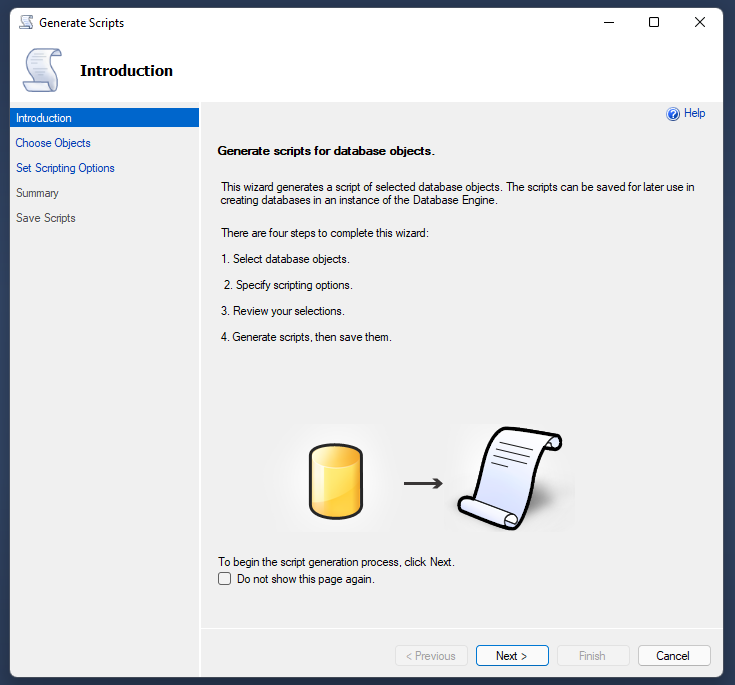 Generate Scripts
Introduction
Introduction
Choose Objects
Set Scripting Options
Summary
Save Scripts
Help
Generate scripts for database objects.
This wizard generates a script of selected database objects. The scripts can be saved for later use in
creating databases in an instance of the Database Engine.
There are four steps to complete this wizard:
1. Select database objects.
2. Specify scripting options.
3. Review your selections.
4. Generate scripts, then save them.
To begin the script generation process, click Next.
Do not show this page again.
< Previous
Next >
Finish
Cancel